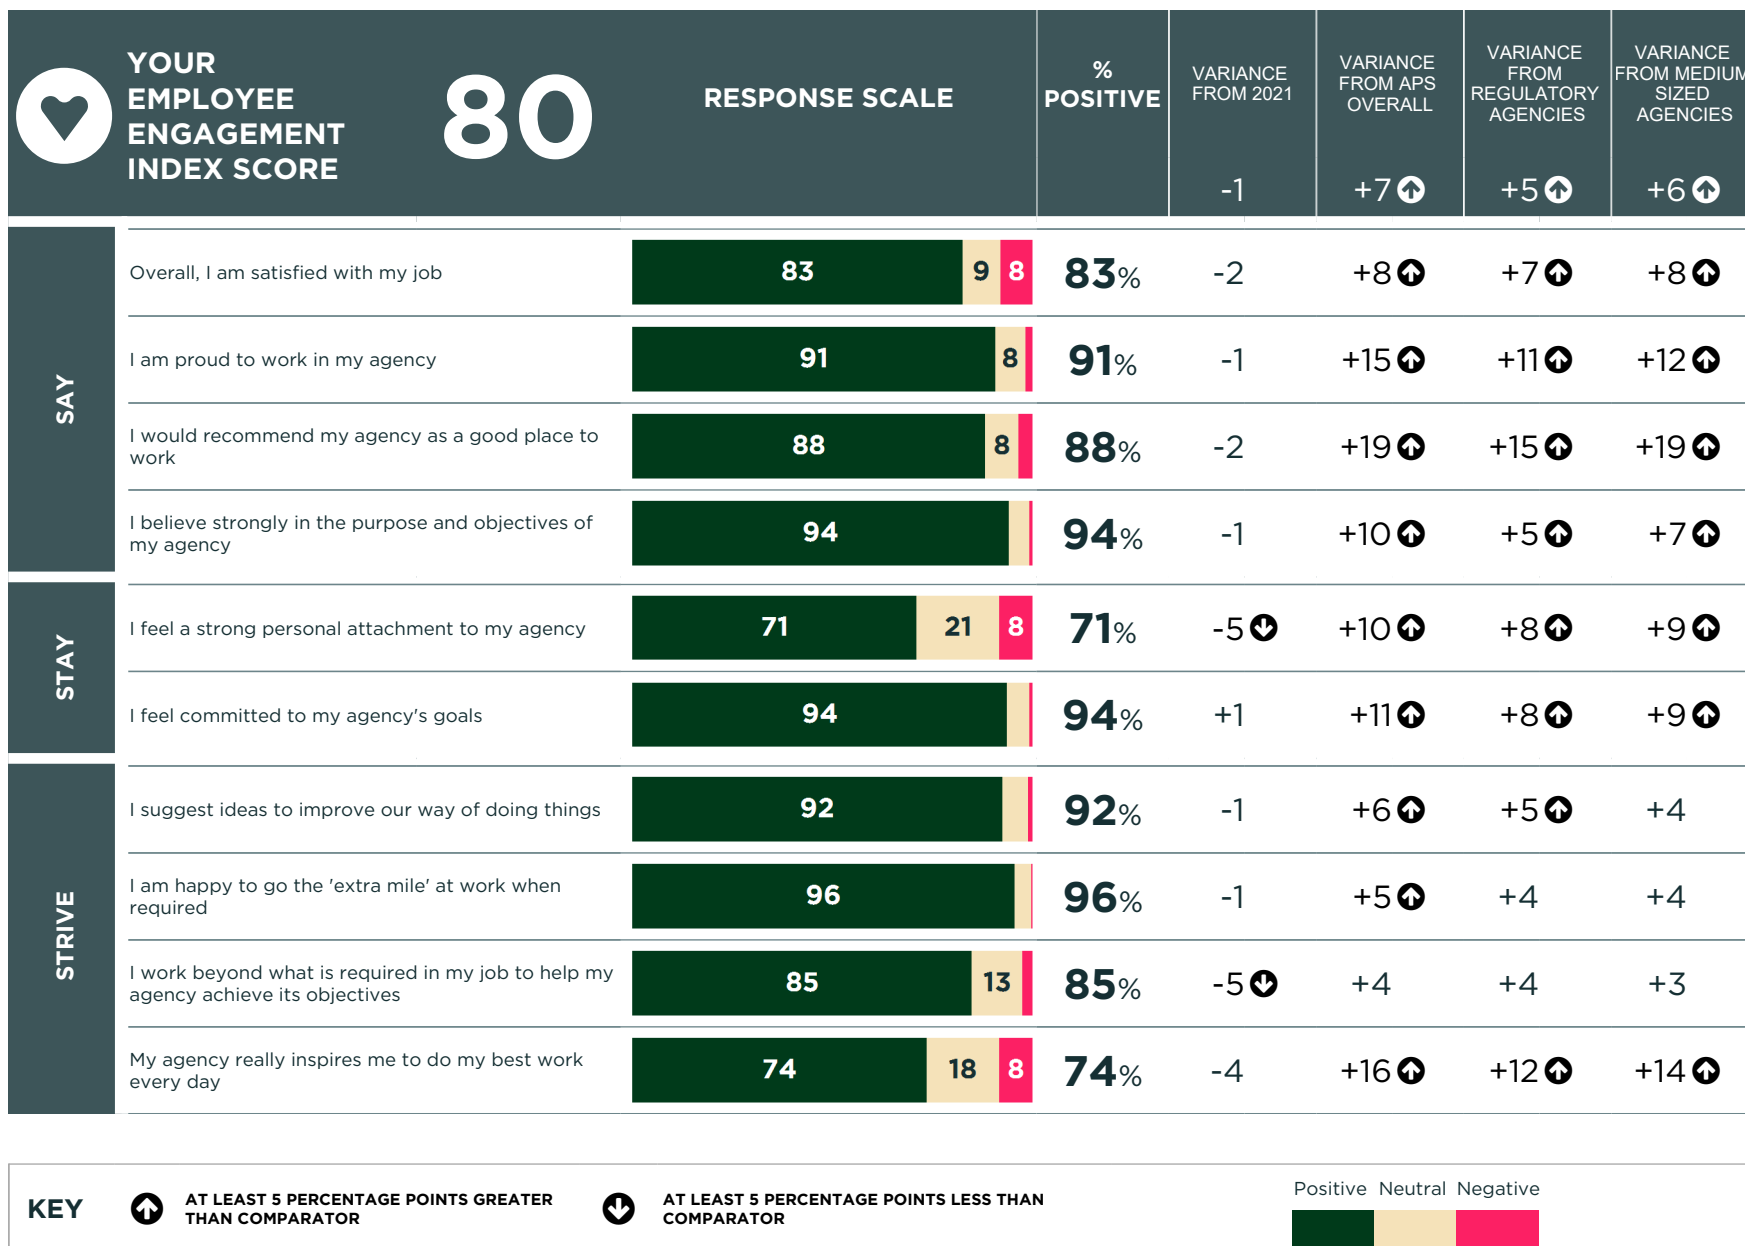 YOUR
EMPLOYEE
ENGAGEMENT
INDEX SCORE
80
RESPONSE SCALE
%
POSITIVE
VARIANCE
FROM 2021
-1
VARIANCE
FROM APS
OVERALL
+7
VARIANCE
FROM
REGULATORY
AGENCIES
+5
VARIANCE
FROM MEDIUM
SIZED
AGENCIES
+6
SAY
Overall, I am satisfied with my job
83 9 8 83% -2 +8 +7 +8
I am proud to work in my agency
91 8 91% -1 +15 +11 +12
I would recommend my agency as a good place to
work
88 8 88% -2 +19 +15 +19
I believe strongly in the purpose and objectives of
my agency
94 94% -1 +10 +5 +7
STAY
I feel a strong personal attachment to my agency
71 21 8 71% -5 +10 +8 +9
I feel committed to my agency's goals
94 94% +1 +11 +8 +9
STRIVE
I suggest ideas to improve our way of doing things
92 92% -1 +6 +5 +4
I am happy to go the 'extra mile' at work when
required
96 96% -1 +5 +4 +4
I work beyond what is required in my job to help my
agency achieve its objectives
85 13 85% -5 +4 +4 +3
My agency really inspires me to do my best work
every day
74 18 8 74% -4 +16 +12 +14
KEY
AT LEAST 5 PERCENTAGE POINTS GREATER
THAN COMPARATOR
AT LEAST 5 PERCENTAGE POINTS LESS THAN
COMPARATOR
Positive Neutral Negative